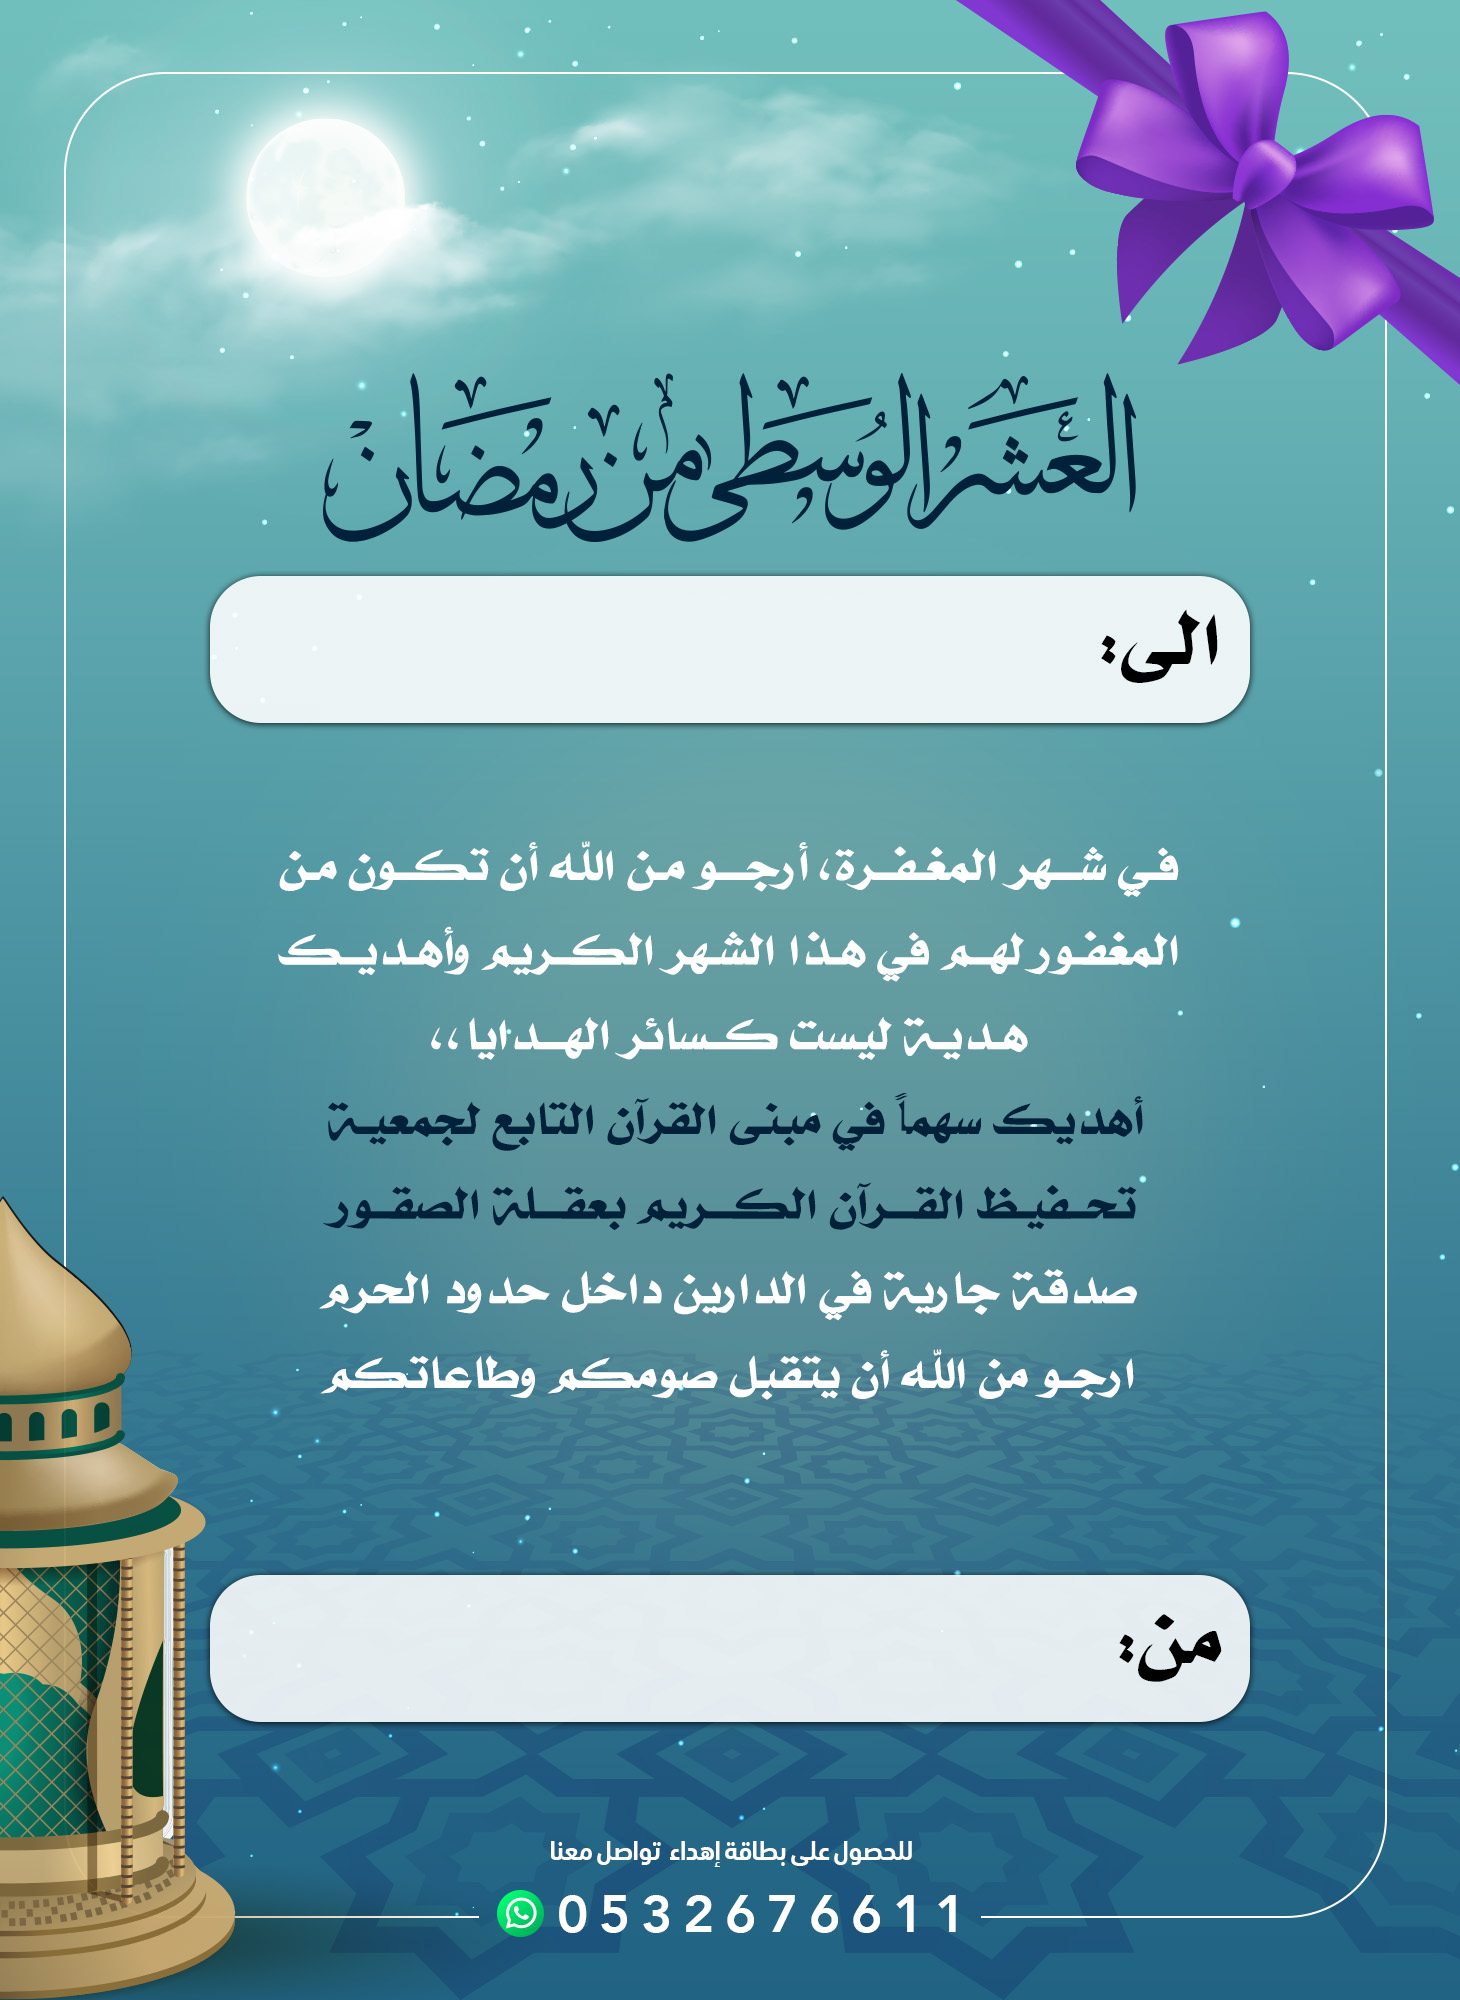 العشر الوسطى من رمضان
الى:
في شهر المغفرة، أرجو من الله أن تكون من
المغفور لهم في هذا الشهر الكريم وأهديك
هدية ليست كسائر الهدايا،،
أهديك سهماً في مبنى القرآن التابع لجمعية
تحفيظ القرآن الكريم بعقلة الصقور
صدقة جارية في الدارين داخل حدود الحرم
ارجو من الله أن يتقبل صومكم وطاعاتكم
من:
للحصول على بطاقة إهداء تواصل معنا
0532676611